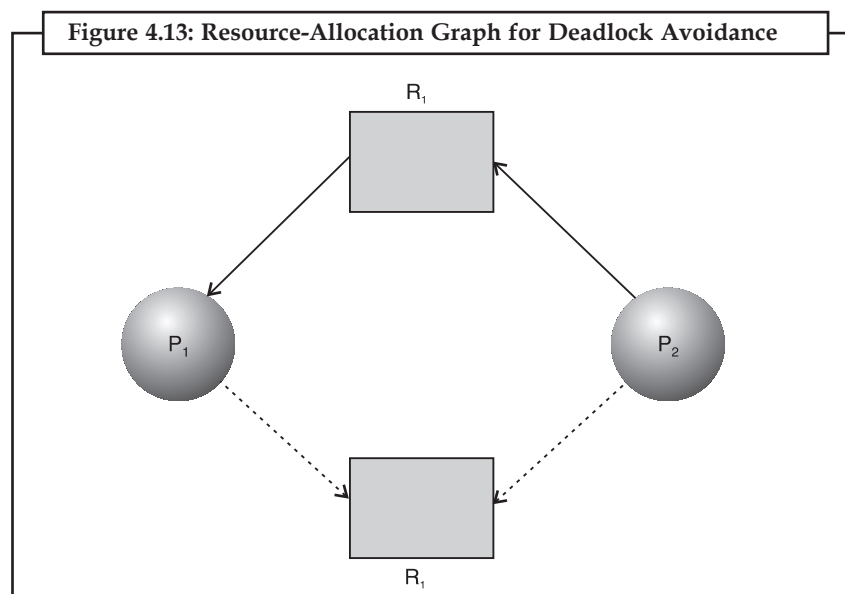 Figure 4.13: Resource-Allocation Graph for Deadlock Avoidance
R₁
P₁ P₂
R₁